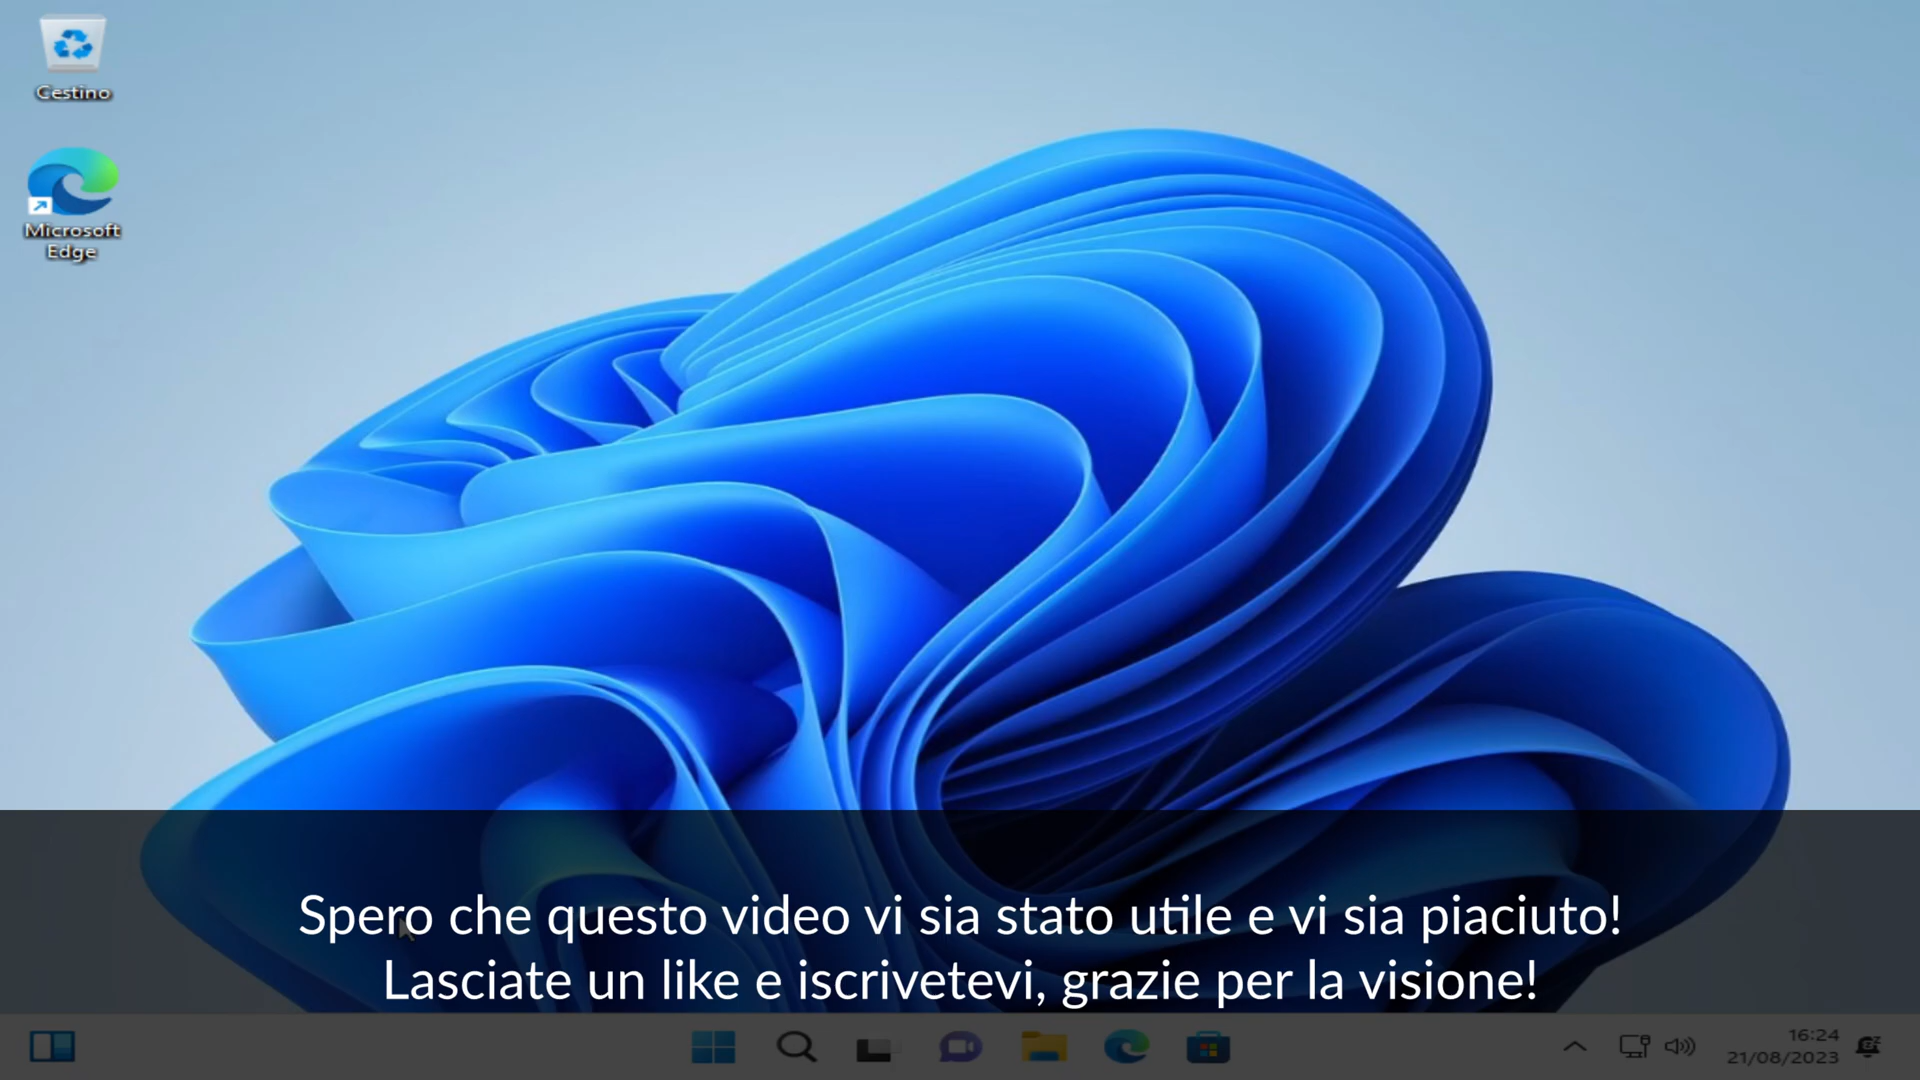 Cestino
Microsoft
Edge
Spero che questo video vi sia stato utile e vi sia piaciuto!
Lasciate un like e iscrivetevi, grazie per la visione!
16:24
21/08/2023